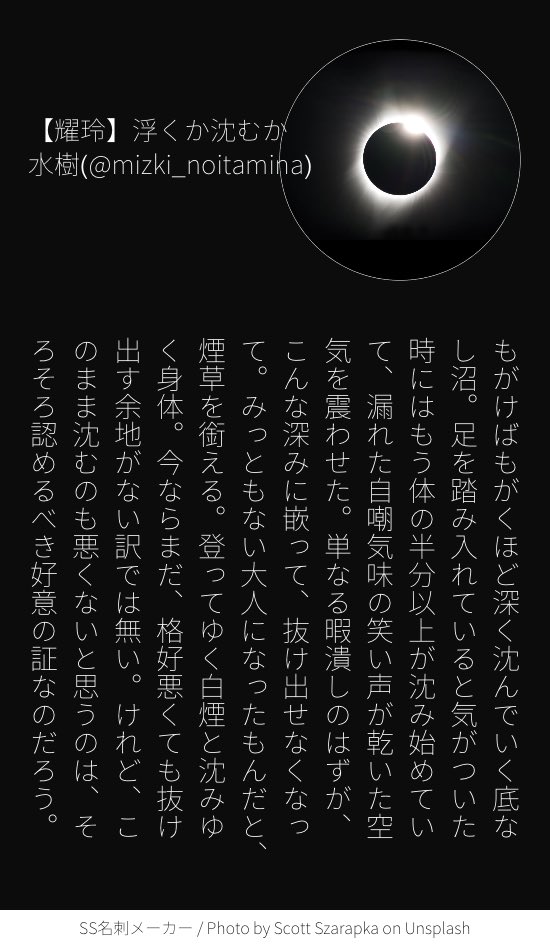 【耀玲】浮くか沈むか
水樹(@mizki_noitamina)
もがけばもがくほど深く沈んでいく底な
し沼。足を踏み入れていると気がついた
時にはもう体の半分以上が沈み始めてい
て、漏れた自嘲気味の笑い声が乾いた空
気を震わせた。単なる暇潰しのはずが、
こんな深みに嵌って、抜け出せなくなっ
て。みっともない大人になったもんだと、
煙草を銜える。登ってゆく白煙と沈みゆ
く身体。今ならまだ、格好悪くても抜け
出す余地がない訳では無い。けれど、こ
のまま沈むのも悪くないと思うのは、そ
ろそろ認めるべき好意の証なのだろう。
SS名刺メーカー / Photo by Scott Szarapka on Unsplash